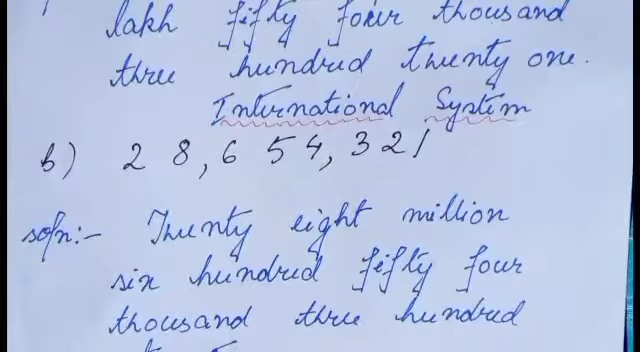 lakh fifty four thousand
three hundred twenty one.
International System
b) 28,654,321
soln:- Twenty eight million
six hundred fifty four
thousand three hundred